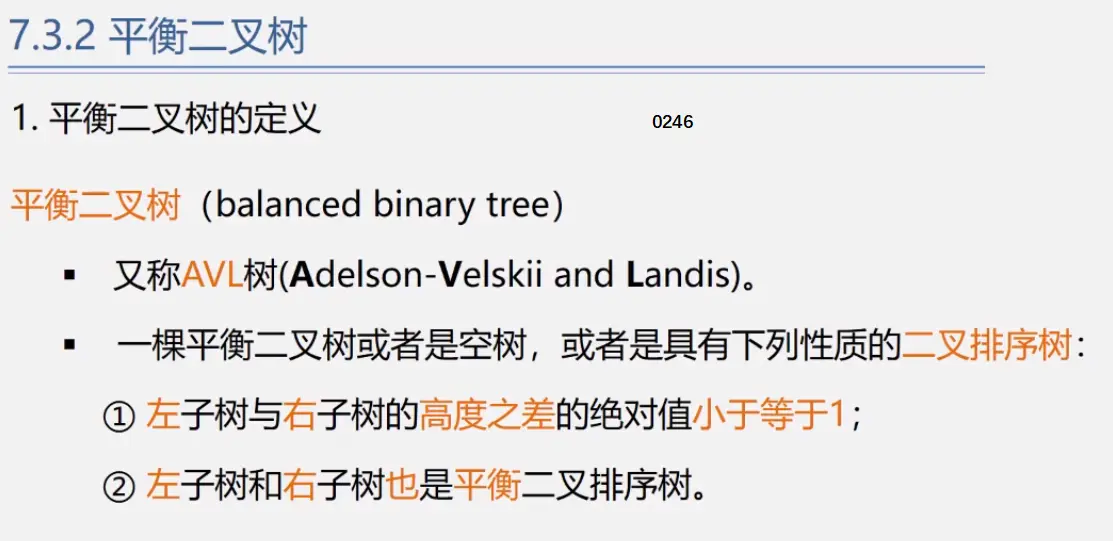 7.3.2 平衡二叉树
1. 平衡二叉树的定义
0246
平衡二叉树（balanced binary tree）
▪ 又称AVL树(Adelson-Velskii and Landis)。
▪ 一棵平衡二叉树或者是空树，或者是具有下列性质的二叉排序树：
① 左子树与右子树的高度之差的绝对值小于等于1；
② 左子树和右子树也是平衡二叉排序树。